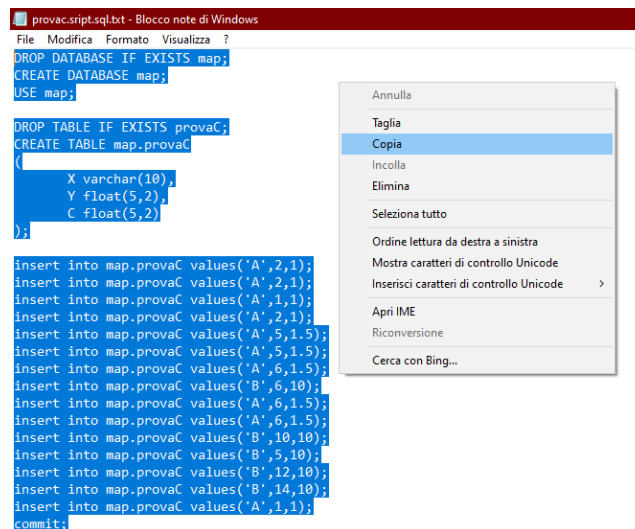 provac.sript.sql.txt - Blocco note di Windows
File Modifica Formato Visualizza ?
DROP DATABASE IF EXISTS map;
CREATE DATABASE map;
USE map;
DROP TABLE IF EXISTS provaC;
CREATE TABLE map.provaC
(
X varchar(10),
Y float(5,2),
C float(5,2)
);
insert into map.provaC values('A',2,1);
insert into map.provaC values('A',2,1);
insert into map.provaC values('A',1,1);
insert into map.provaC values('A',2,1);
insert into map.provaC values('A',5,1.5);
insert into map.provaC values('A',5,1.5);
insert into map.provaC values('A',6,1.5);
insert into map.provaC values('B',6,10);
insert into map.provaC values('A',6,1.5);
insert into map.provaC values('A',6,1.5);
insert into map.provaC values('B',10,10);
insert into map.provaC values('B',5,10);
insert into map.provaC values('B',12,10);
insert into map.provaC values('B',14,10);
insert into map.provaC values('A',1,1);
commit;
Annulla
Taglia
Copia
Incolla
Elimina
Seleziona tutto
Ordine lettura da destra a sinistra
Mostra caratteri di controllo Unicode
Inserisci caratteri di controllo Unicode
Apri IME
Riconversione
Cerca con Bing...